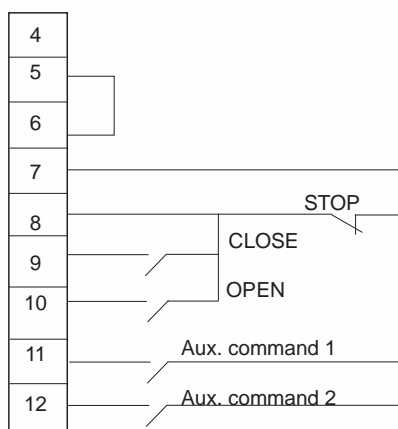 4
5
6
7
8
STOP
CLOSE
9
OPEN
10
Aux. command 1
11
Aux. command 2
12